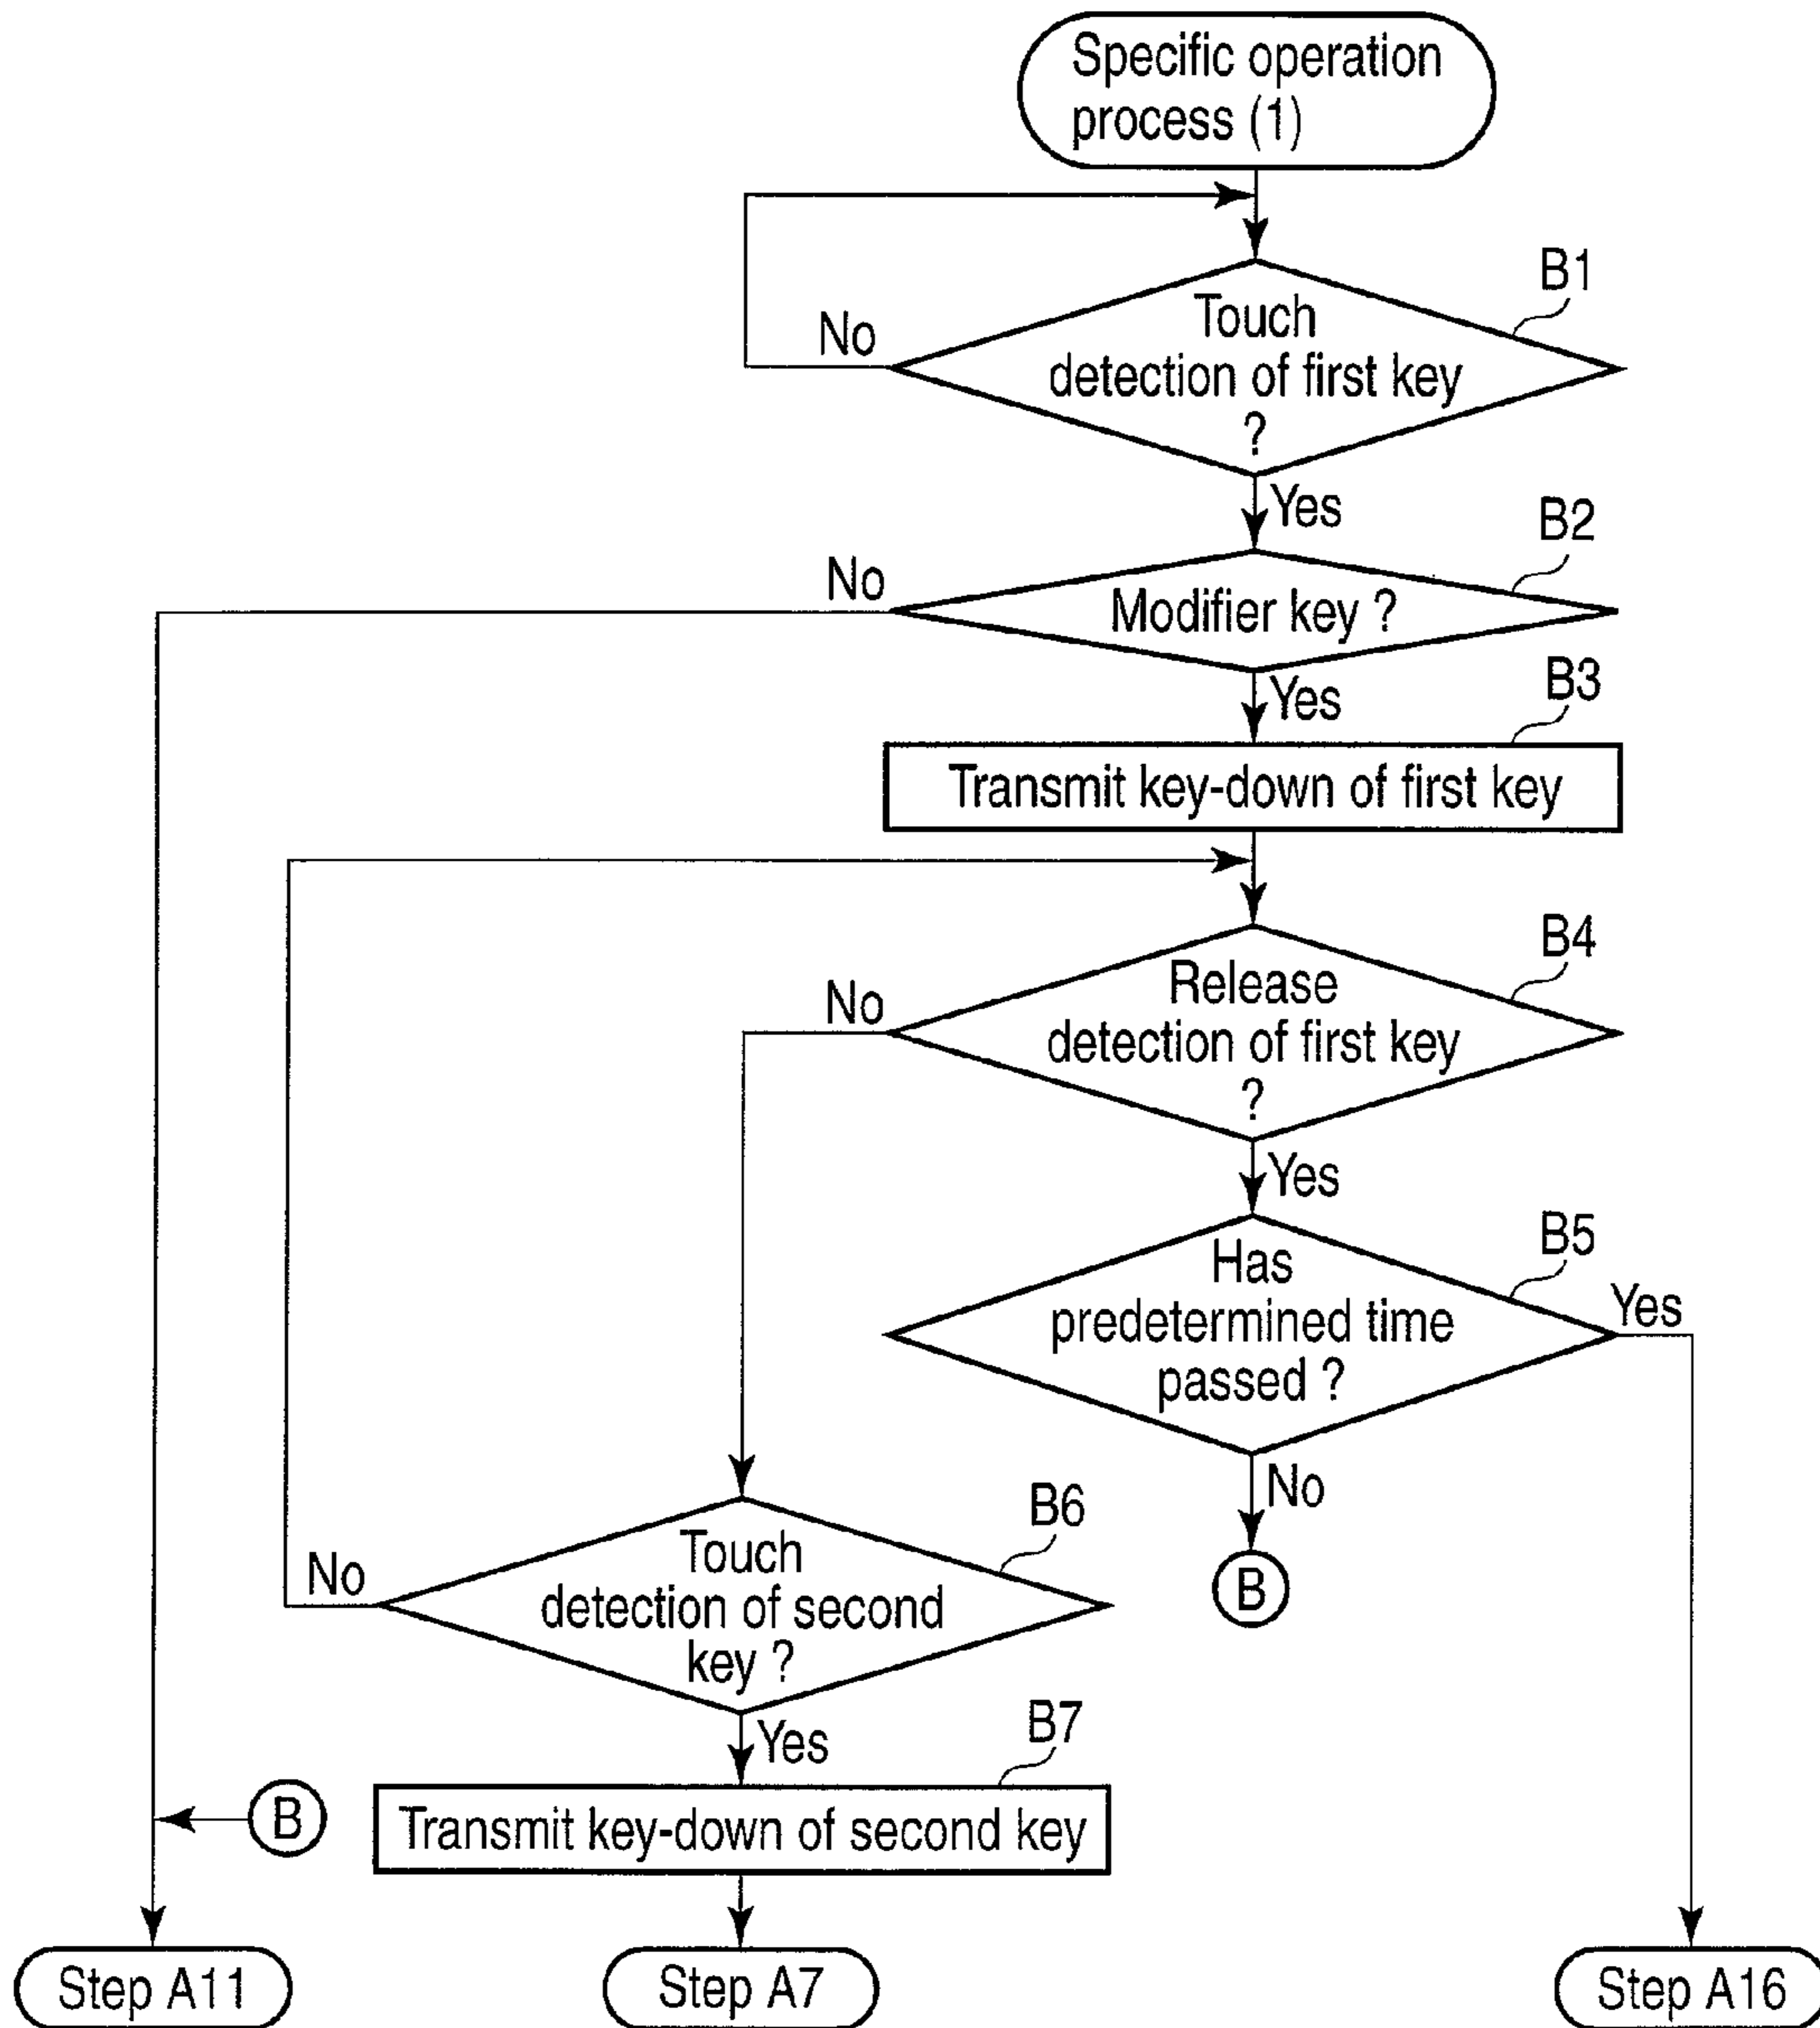 Specific operation
process (1)
B1
Touch
detection of first key
?
No
Yes
B2
No
Modifier key ?
Yes
B3
Transmit key-down of first key
B4
Release
detection of first key
?
No
Yes
B5
Has
predetermined time
passed ?
Yes
No
B
B6
Touch
detection of second
key ?
No
Yes
B7
B
Transmit key-down of second key
Step A11
Step A7
Step A16